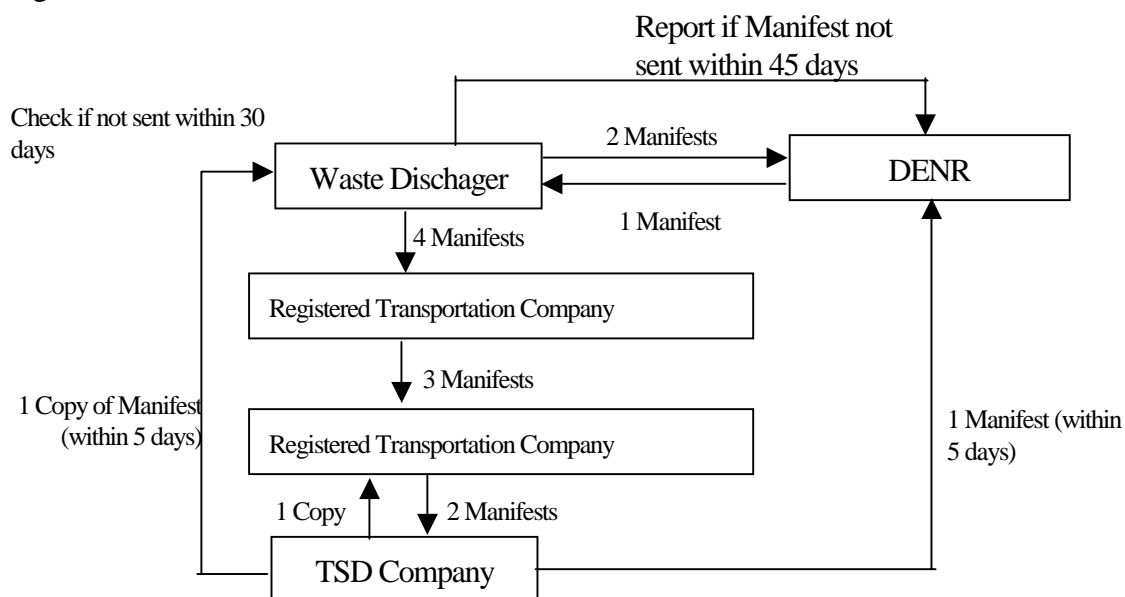 Report if Manifest not
sent within 45 days
Check if not sent within 30
days
2 Manifests
Waste Dischager
DENR
1 Manifest
4 Manifests
Registered Transportation Company
3 Manifests
1 Copy of Manifest
(within 5 days)
Registered Transportation Company
1 Manifest (within
5 days)
1 Copy
2 Manifests
TSD Company